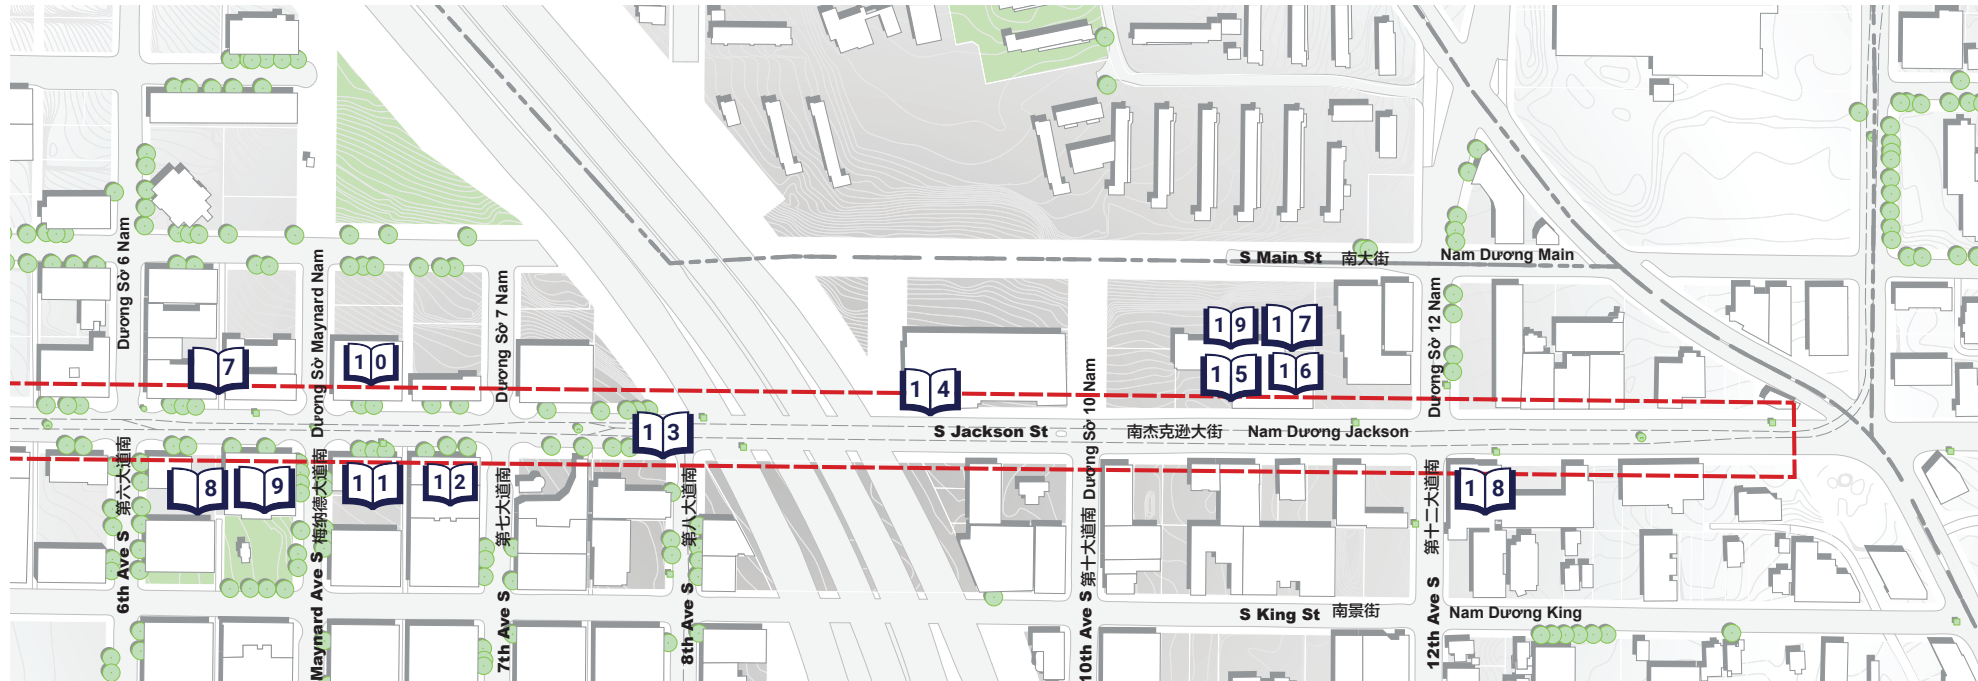 S Main St 南大街 Nam Dương Main
Dương Sờ 6 Nam
Dương Sờ Maynard Nam
Dương Sờ 7 Nam
Dương Sờ 10 Nam
Dương Sờ 12 Nam
19
17
7
10
15
16
14
13
S Jackson St 南杰克逊大街 Nam Dương Jackson
8
9
11
12
18
6th Ave S 第六大道南
Maynard Ave S 梅纳德大道南
7th Ave S 第七大道南
8th Ave S 第八大道南
10th Ave S 第十大道南
12th Ave S 第十二大道南
S King St 南景街 Nam Dương King